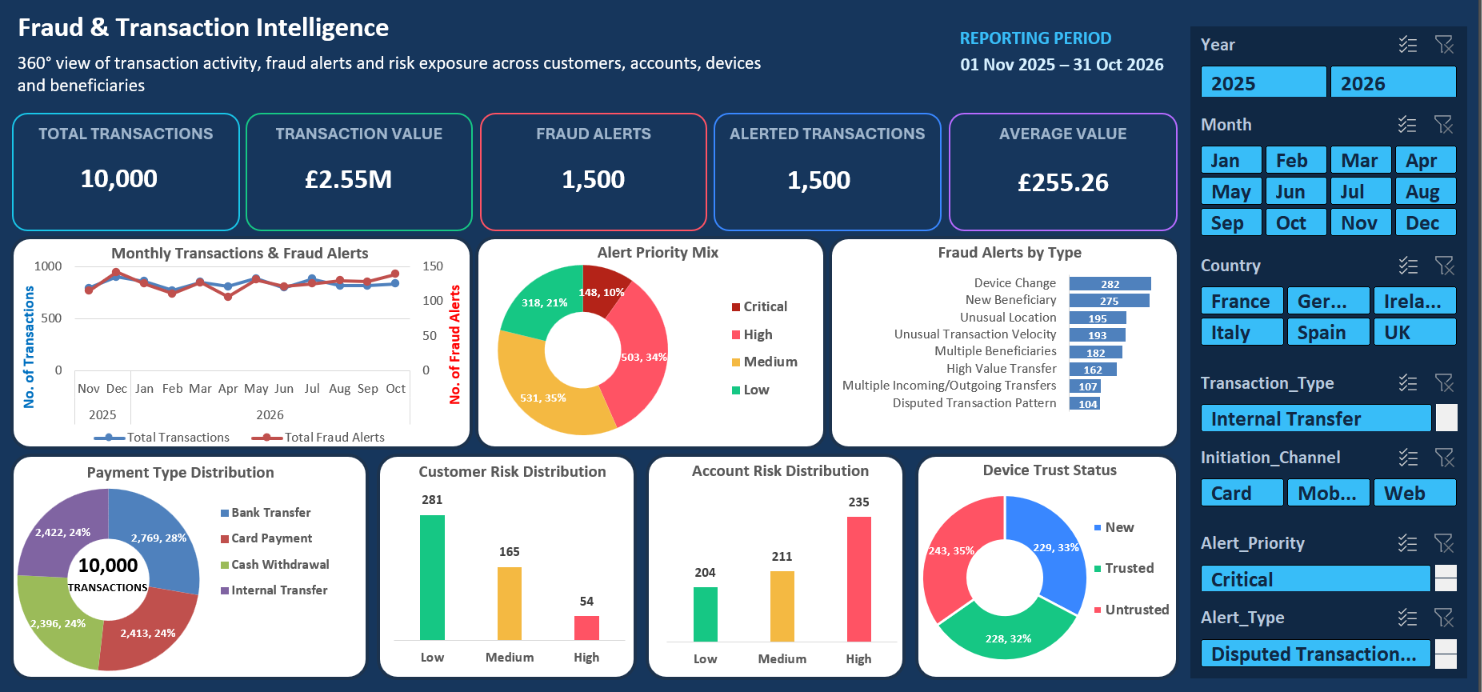 Fraud & Transaction Intelligence
360° view of transaction activity, fraud alerts and risk exposure across customers, accounts, devices
and beneficiaries
REPORTING PERIOD
01 Nov 2025 – 31 Oct 2026
TOTAL TRANSACTIONS
10,000
TRANSACTION VALUE
£2.55M
FRAUD ALERTS
1,500
ALERTED TRANSACTIONS
1,500
AVERAGE VALUE
£255.26
Monthly Transactions & Fraud Alerts
No. of Transactions
1000
500
0
150
100
50
0
No. of Fraud Alerts
Nov Dec Jan Feb Mar Apr May Jun Jul Aug Sep Oct
2025 2026
Total Transactions
Total Fraud Alerts
Alert Priority Mix
148, 10%
503, 34%
531, 35%
318, 21%
Critical
High
Medium
Low
Fraud Alerts by Type
Device Change 282
New Beneficiary 275
Unusual Location 195
Unusual Transaction Velocity 193
Multiple Beneficiaries 182
High Value Transfer 162
Multiple Incoming/Outgoing Transfers 107
Disputed Transaction Pattern 104
Payment Type Distribution
2,769, 28%
2,413, 24%
2,396, 24%
2,422, 24%
10,000
TRANSACTIONS
Bank Transfer
Card Payment
Cash Withdrawal
Internal Transfer
Customer Risk Distribution
281
165
54
Low Medium High
Account Risk Distribution
204
211
235
Low Medium High
Device Trust Status
229, 33%
228, 32%
243, 35%
New
Trusted
Untrusted
Year
2025 2026
Month
Jan Feb Mar Apr
May Jun Jul Aug
Sep Oct Nov Dec
Country
France Ger... Irela...
Italy Spain UK
Transaction_Type
Internal Transfer
Initiation_Channel
Card Mob... Web
Alert_Priority
Critical
Alert_Type
Disputed Transaction...